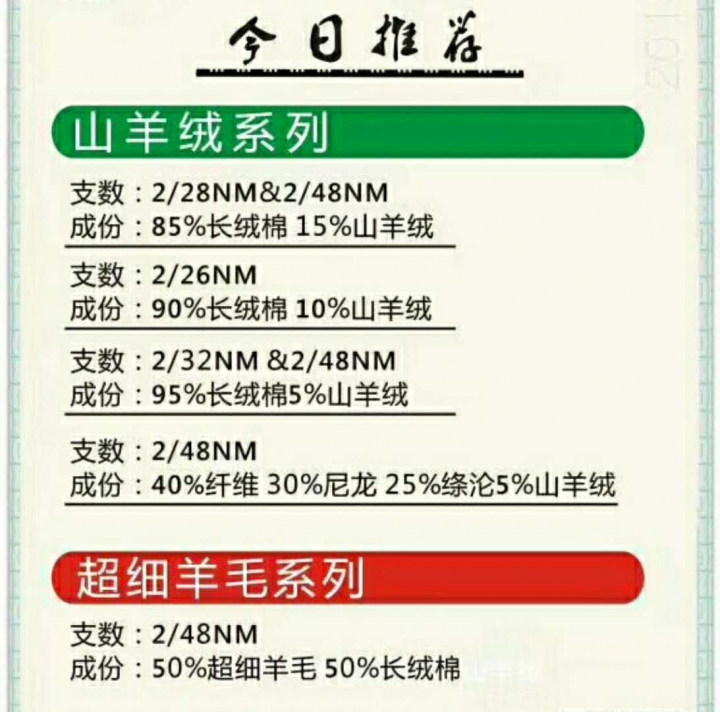 今日推荐
山羊绒系列
支数：2/28NM&2/48NM
成份：85%长绒棉 15%山羊绒
支数：2/26NM
成份：90%长绒棉 10%山羊绒
支数：2/32NM &2/48NM
成份：95%长绒棉5%山羊绒
支数：2/48NM
成份：40%纤维 30%尼龙 25%绦沦5%山羊绒
超细羊毛系列
支数：2/48NM
成份：50%超细羊毛 50%长绒棉